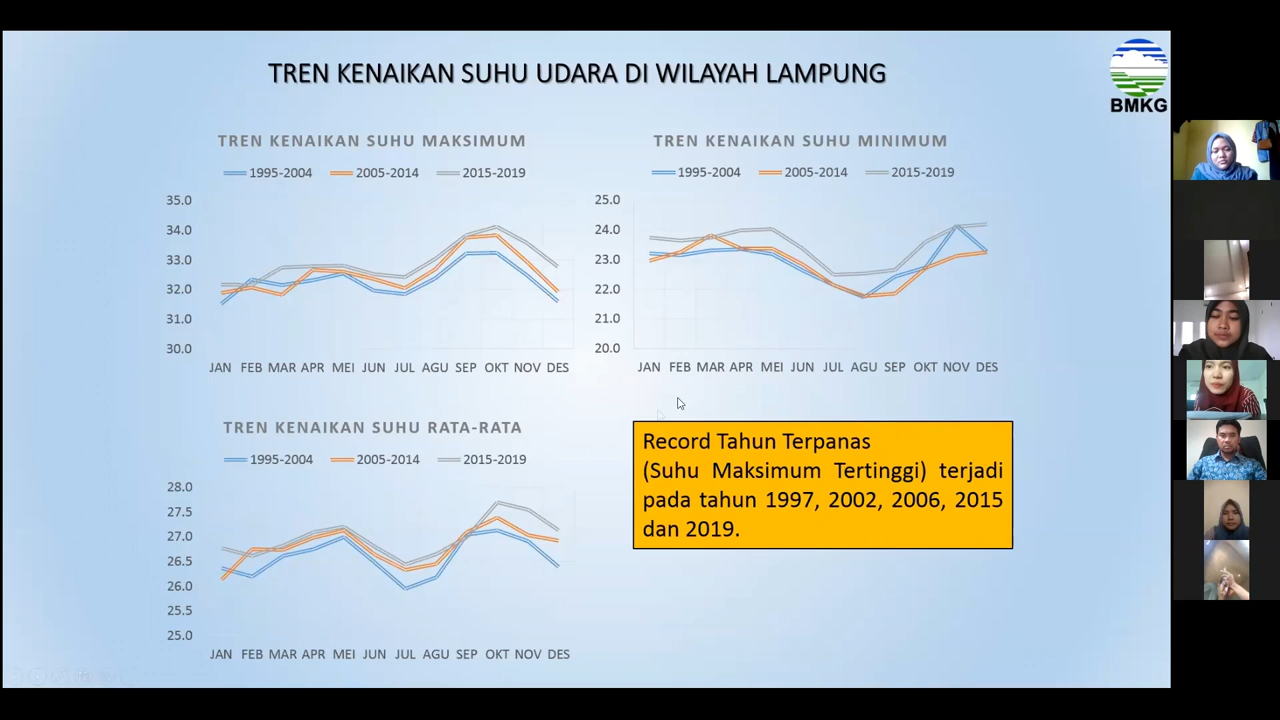 TREN KENAIKAN SUHU UDARA DI WILAYAH LAMPUNG
BMKG
TREN KENAIKAN SUHU MAKSIMUM
1995-2004 2005-2014 2015-2019
35.0
34.0
33.0
32.0
31.0
30.0
JAN FEB MAR APR MEI JUN JUL AGU SEP OKT NOV DES
TREN KENAIKAN SUHU MINIMUM
1995-2004 2005-2014 2015-2019
25.0
24.0
23.0
22.0
21.0
20.0
JAN FEB MAR APR MEI JUN JUL AGU SEP OKT NOV DES
TREN KENAIKAN SUHU RATA-RATA
1995-2004 2005-2014 2015-2019
28.0
27.5
27.0
26.5
26.0
25.5
25.0
JAN FEB MAR APR MEI JUN JUL AGU SEP OKT NOV DES
Record Tahun Terpanas
(Suhu Maksimum Tertinggi) terjadi
pada tahun 1997, 2002, 2006, 2015
dan 2019.